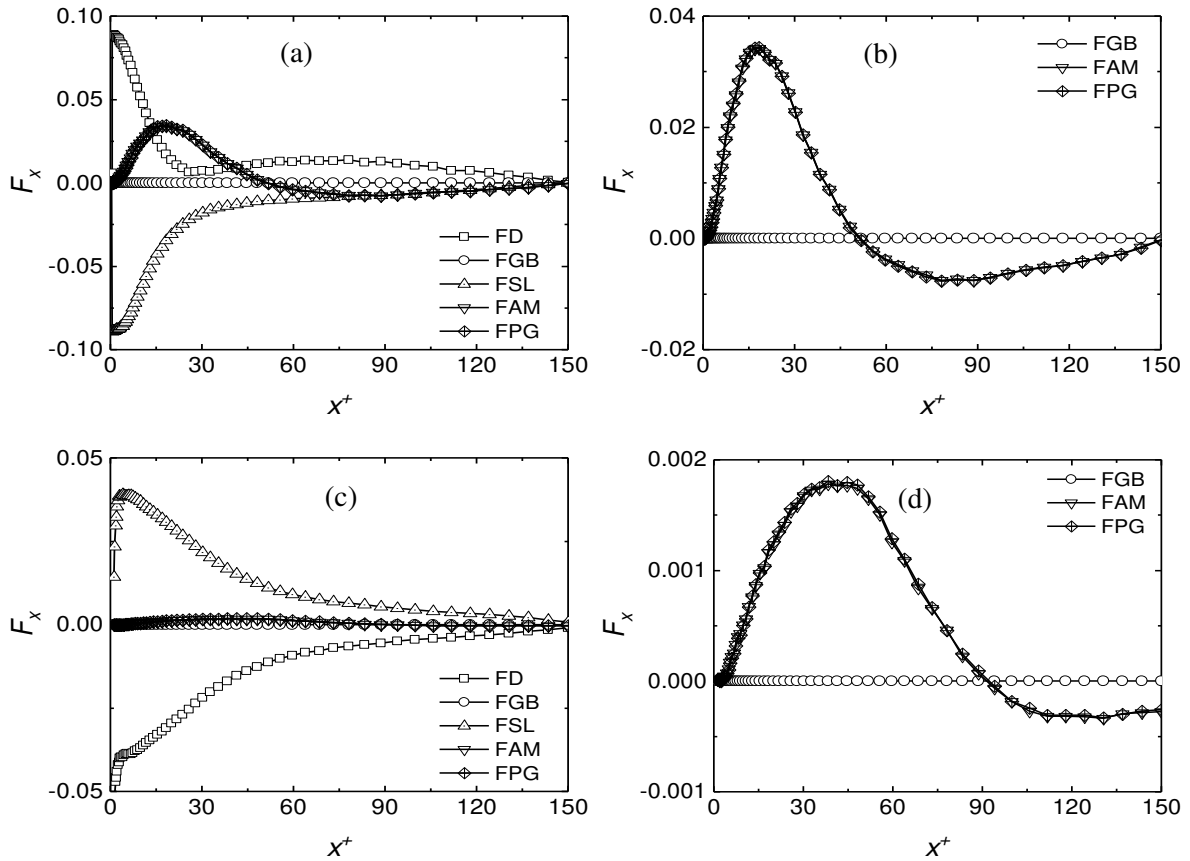 0.10
0.05
0.00
-0.05
-0.10
F_x
(a)
FD
FGB
FSL
FAM
FPG
0 30 60 90 120 150
x^+
0.04
0.02
0.00
-0.02
F_x
(b)
FGB
FAM
FPG
0 30 60 90 120 150
x^+
0.05
0.00
-0.05
F_x
(c)
FD
FGB
FSL
FAM
FPG
0 30 60 90 120 150
x^+
0.002
0.001
0.000
-0.001
F_x
(d)
FGB
FAM
FPG
0 30 60 90 120 150
x^+